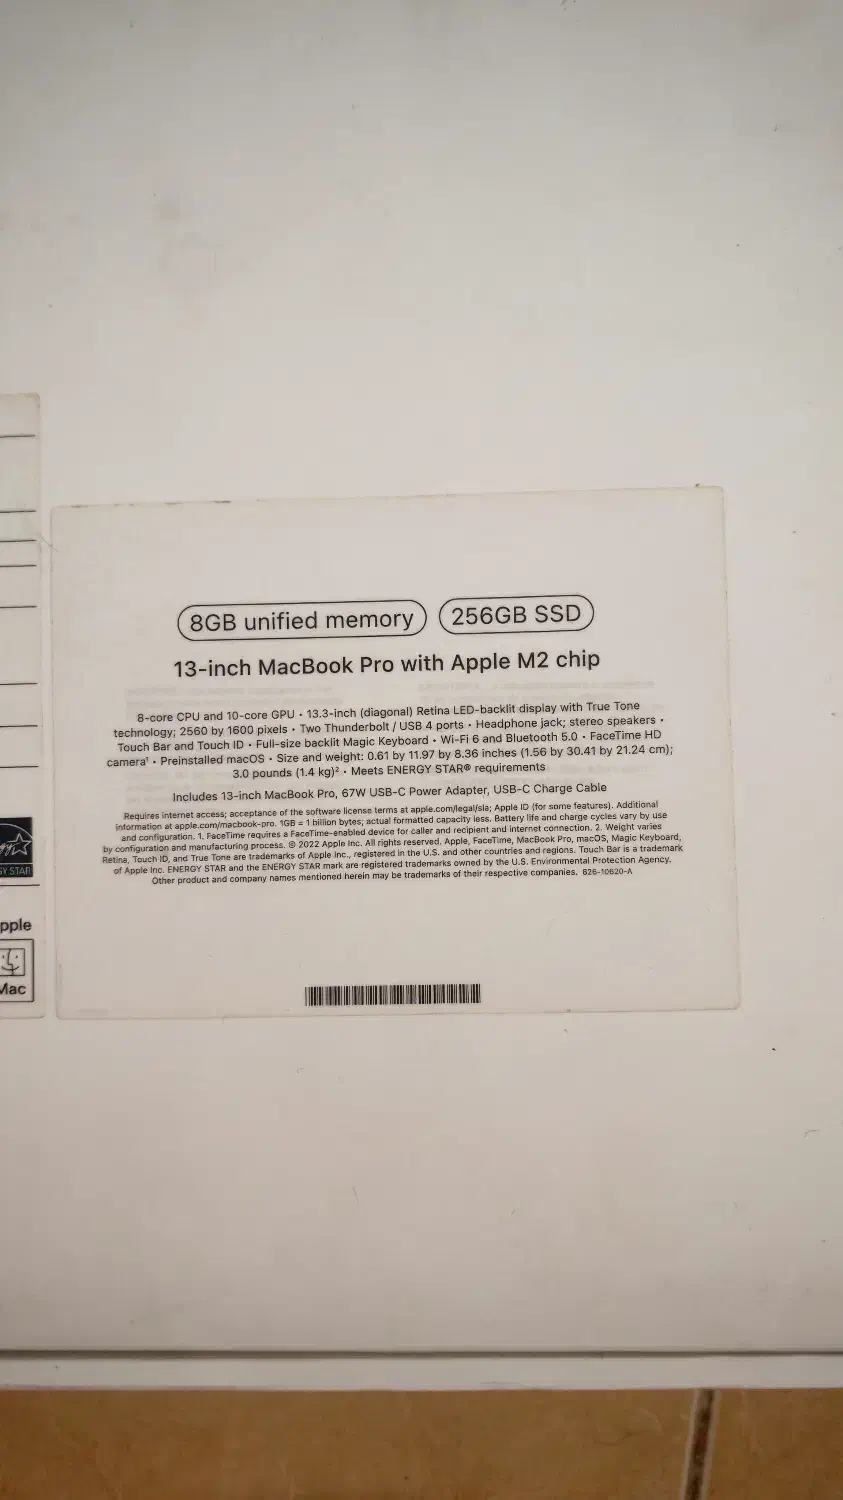 8GB unified memory 256GB SSD
13-inch MacBook Pro with Apple M2 chip
8-core CPU and 10-core GPU • 13.3-inch (diagonal) Retina LED-backlit display with True Tone
technology; 2560 by 1600 pixels • Two Thunderbolt / USB 4 ports • Headphone jack; stereo speakers •
Touch Bar and Touch ID • Full-size backlit Magic Keyboard • Wi-Fi 6 and Bluetooth 5.0 • FaceTime HD
camera¹ • Preinstalled macOS • Size and weight: 0.61 by 11.97 by 8.36 inches (1.56 by 30.41 by 21.24 cm);
3.0 pounds (1.4 kg)² • Meets ENERGY STAR® requirements
Includes 13-inch MacBook Pro, 67W USB-C Power Adapter, USB-C Charge Cable
Requires internet access; acceptance of the software license terms at apple.com/legal/sla; Apple ID (for some features). Additional
information at apple.com/macbook-pro. 1GB = 1 billion bytes; actual formatted capacity less. Battery life and charge cycles vary by use
and configuration. 1. FaceTime requires a FaceTime-enabled device for caller and recipient and internet connection. 2. Weight varies
by configuration and manufacturing process. © 2022 Apple Inc. All rights reserved. Apple, FaceTime, MacBook Pro, macOS, Magic Keyboard,
Retina, Touch ID, and True Tone are trademarks of Apple Inc., registered in the U.S. and other countries and regions. Touch Bar is a trademark
of Apple Inc. ENERGY STAR and the ENERGY STAR mark are registered trademarks owned by the U.S. Environmental Protection Agency.
Other product and company names mentioned herein may be trademarks of their respective companies. 626-10620-A
GY STAR
pple
Mac